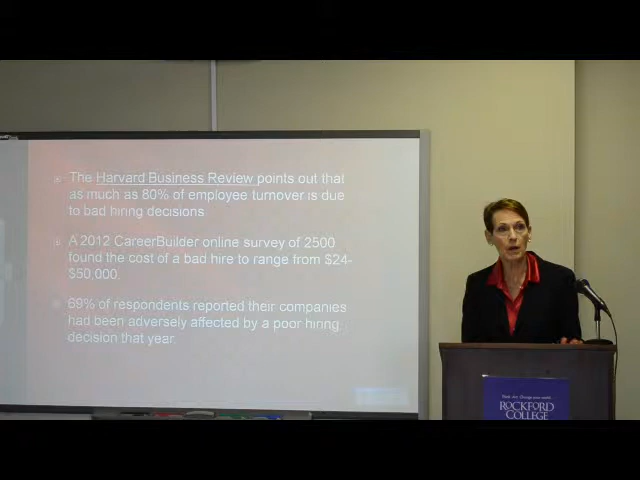 The Harvard Business Review points out that
as much as 80% of employee turnover is due
to bad hiring decisions
A 2012 CareerBuilder online survey of 2500
found the cost of a bad hire to range from $24-
$50,000.
69% of respondents reported their companies
had been adversely affected by a poor hiring
decision that year.
ROCKFORD
COLLEGE